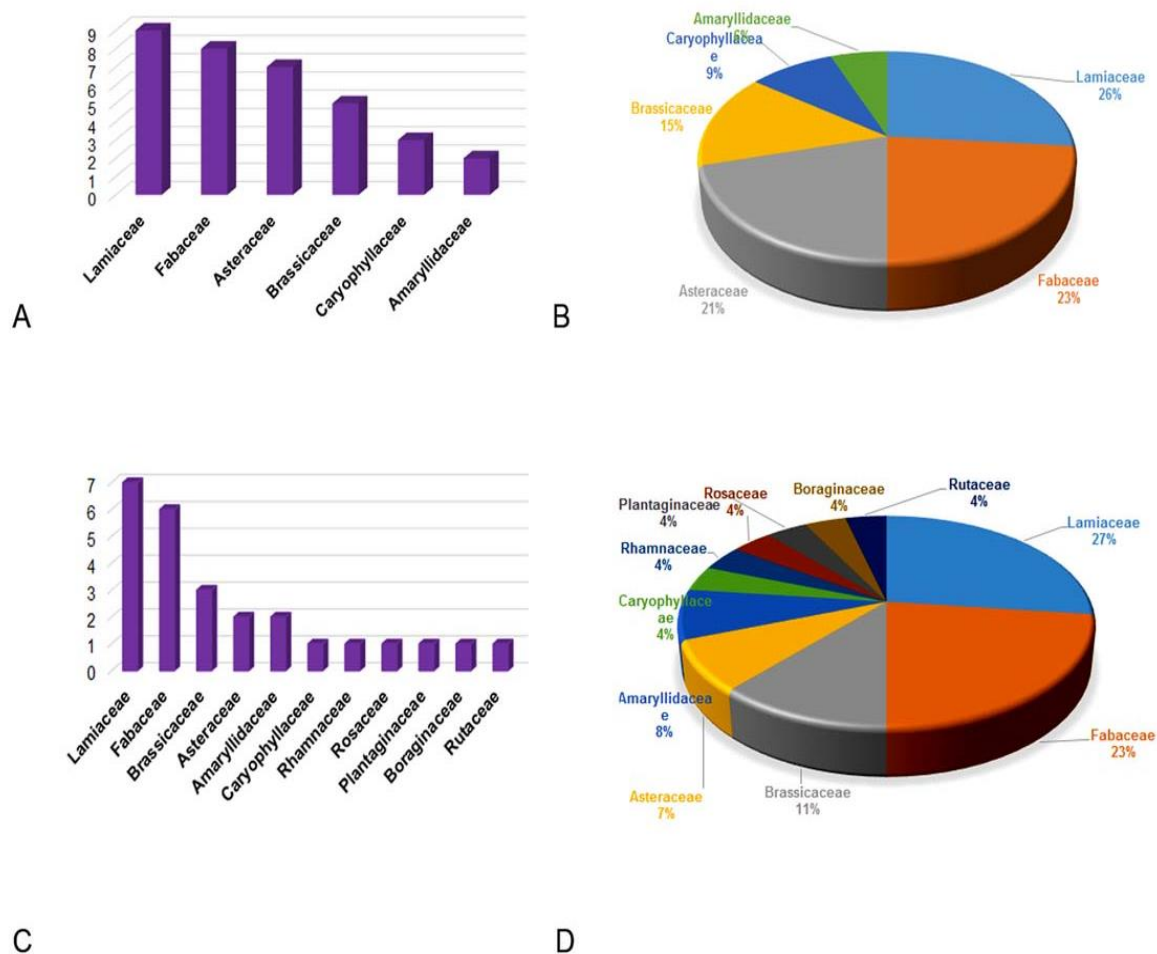 9
8
7
6
5
4
3
2
1
0
Lamiaceae
Fabaceae
Asteraceae
Brassicaceae
Caryophyllaceae
Amaryllidaceae
A
Amaryllidaceae
6%
Caryophyllacea
e
9%
Brassicaceae
15%
Lamiaceae
26%
Asteraceae
21%
Fabaceae
23%
B
7
6
5
4
3
2
1
0
Lamiaceae
Fabaceae
Brassicaceae
Asteraceae
Amaryllidaceae
Caryophyllaceae
Rhamnaceae
Rosaceae
Plantaginaceae
Boraginaceae
Rutaceae
C
Plantaginaceae
4%
Rosaceae
4%
Boraginaceae
4%
Rutaceae
4%
Lamiaceae
27%
Rhamnaceae
4%
Caryophyllace
ae
4%
Amaryllidacea
e
8%
Asteraceae
7%
Brassicaceae
11%
Fabaceae
23%
D